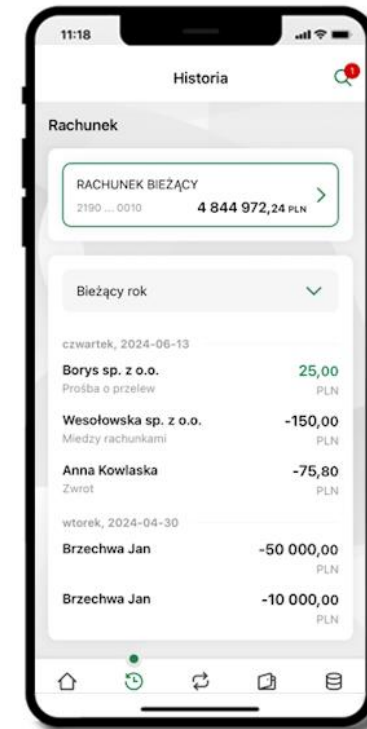 11:18
Historia
1
Rachunek
RACHUNEK BIEŻĄCY
2190 ... 0010 4 844 972,24 PLN
Bieżący rok
czwartek, 2024-06-13
Borys sp. z o.o. 25,00
Prośba o przelew PLN
Wesołowska sp. z o.o. -150,00
Miedzy rachunkami PLN
Anna Kowlaska -75,80
Zwrot PLN
wtorek, 2024-04-30
Brzechwa Jan -50 000,00
PLN
Brzechwa Jan -10 000,00
PLN